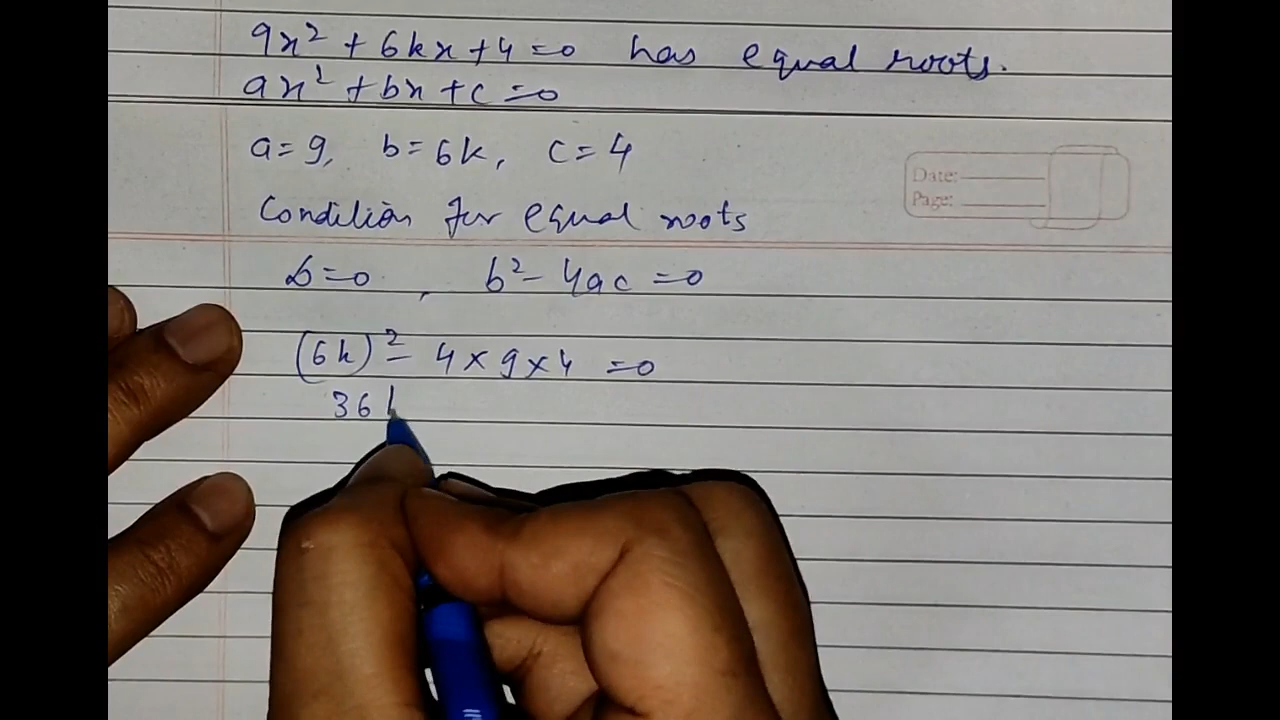 9x² + 6kx + 4 = 0 has equal roots.
ax² + bx + c = 0
a = 9, b = 6k, c = 4
Date:
Page:
Condition for equal roots
D = 0, b² - 4ac = 0
(6k)² - 4 × 9 × 4 = 0
36